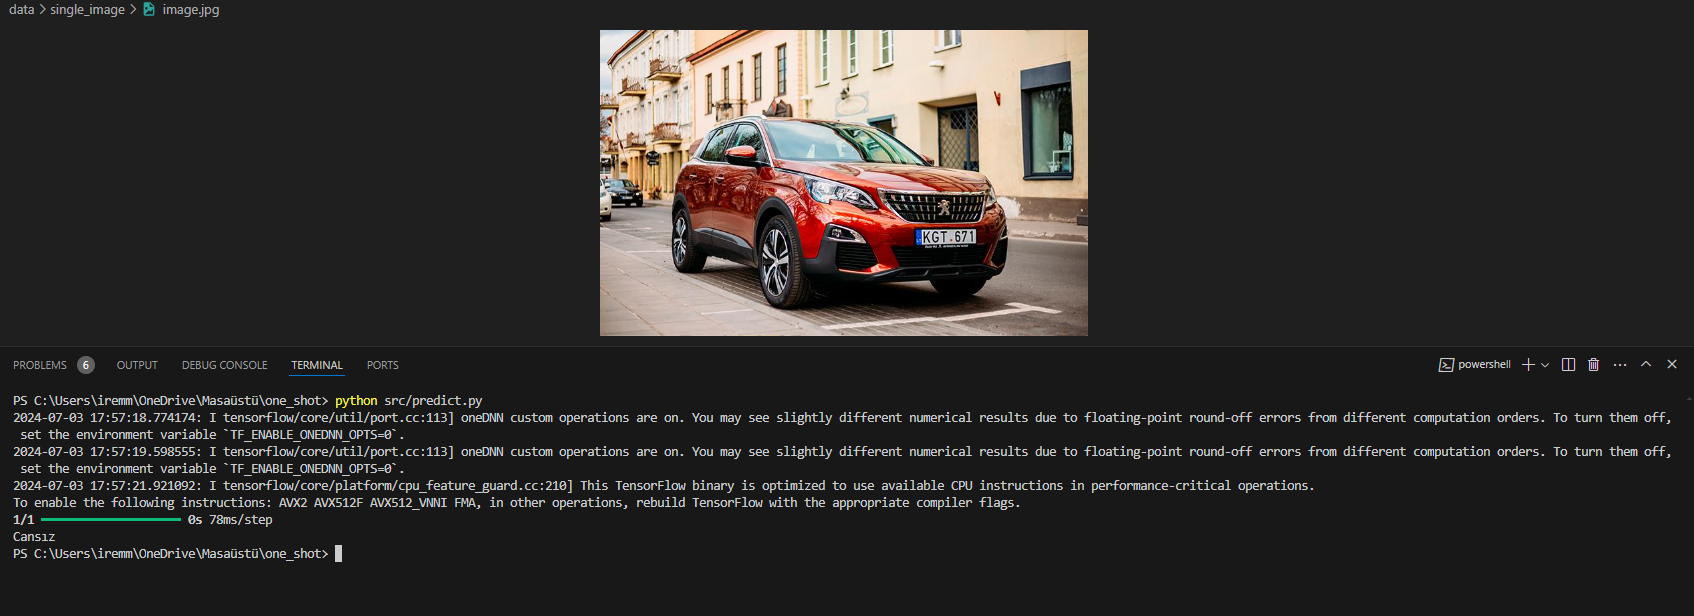 data > single_image > image.jpg
KGT 671
PROBLEMS 6 OUTPUT DEBUG CONSOLE TERMINAL PORTS
powershell
PS C:\Users\iremm\OneDrive\Masaüstü\one_shot> python src/predict.py
2024-07-03 17:57:18.774174: I tensorflow/core/util/port.cc:113] oneDNN custom operations are on. You may see slightly different numerical results due to floating-point round-off errors from different computation orders. To turn them off,
set the environment variable `TF_ENABLE_ONEDNN_OPTS=0`.
2024-07-03 17:57:19.598555: I tensorflow/core/util/port.cc:113] oneDNN custom operations are on. You may see slightly different numerical results due to floating-point round-off errors from different computation orders. To turn them off,
set the environment variable `TF_ENABLE_ONEDNN_OPTS=0`.
2024-07-03 17:57:21.921092: I tensorflow/core/platform/cpu_feature_guard.cc:210] This TensorFlow binary is optimized to use available CPU instructions in performance-critical operations.
To enable the following instructions: AVX2 AVX512F AVX512_VNNI FMA, in other operations, rebuild TensorFlow with the appropriate compiler flags.
1/1 0s 78ms/step
Cansız
PS C:\Users\iremm\OneDrive\Masaüstü\one_shot>